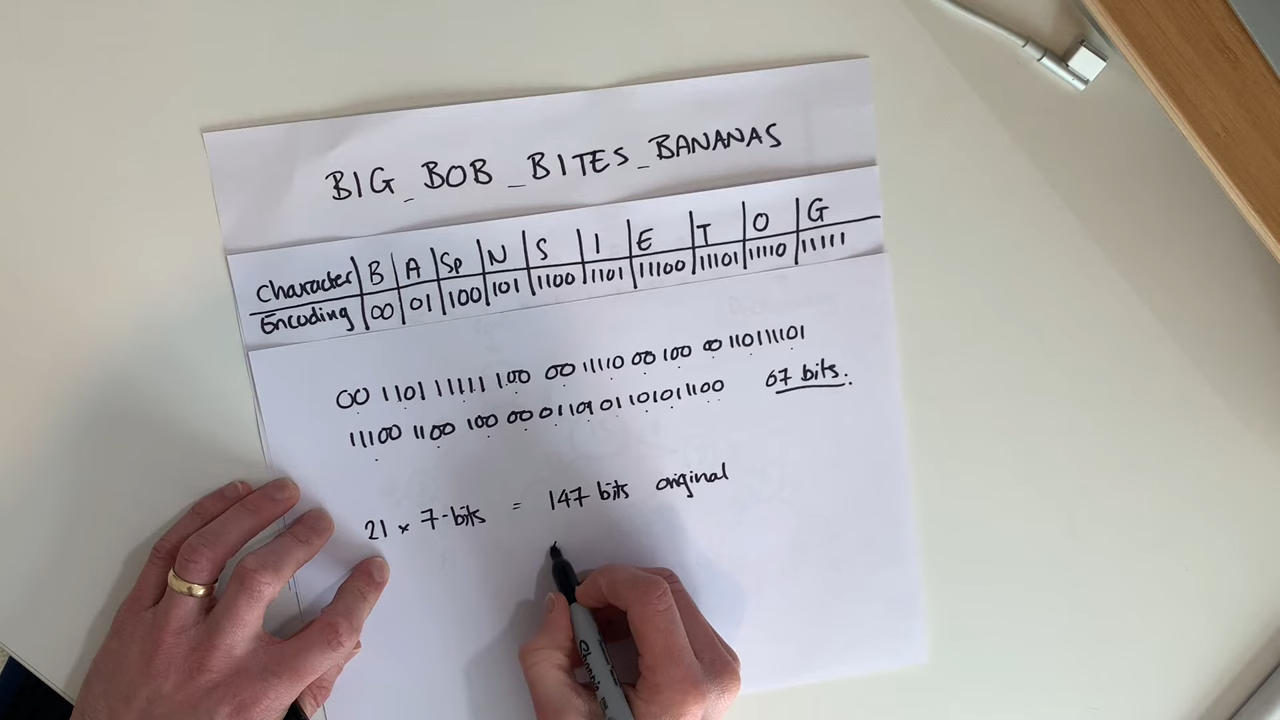 BIG_BOB_BITES_BANANAS
Character B A Sp N S I E T O G
Encoding 00 01 100 101 1100 1101 11100 11101 11110 11111
00 1101 11111 100 00 11110 00 100 00 1101 11101
11100 1100 100 00 01 101 01 101 01 1100 67 bits.
21 × 7-bits = 147 bits original
Sharpie